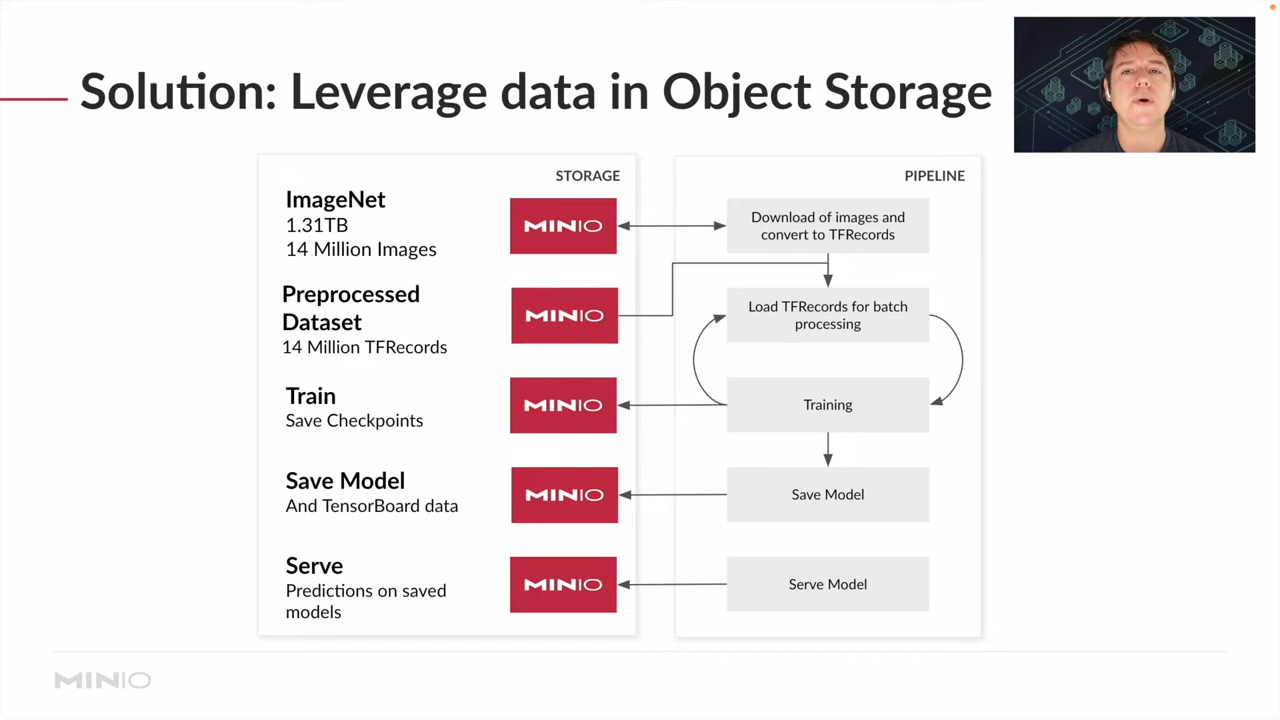 Solution: Leverage data in Object Storage
STORAGE
ImageNet
1.31TB
14 Million Images
MINIO
Preprocessed
Dataset
14 Million TFRecords
MINIO
Train
Save Checkpoints
MINIO
Save Model
And TensorBoard data
MINIO
Serve
Predictions on saved
models
MINIO
PIPELINE
Download of images and
convert to TFRecords
Load TFRecords for batch
processing
Training
Save Model
Serve Model
MINIO